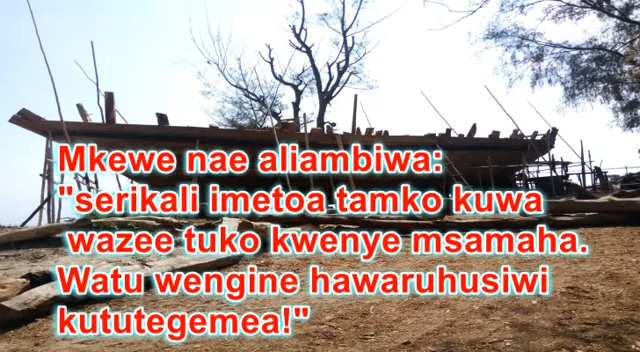 Mkewe nae aliambiwa:
"serikali imetoa tamko kuwa
wazee tuko kwenye msamaha.
Watu wengine hawaruhusiwi
kututegemea!"